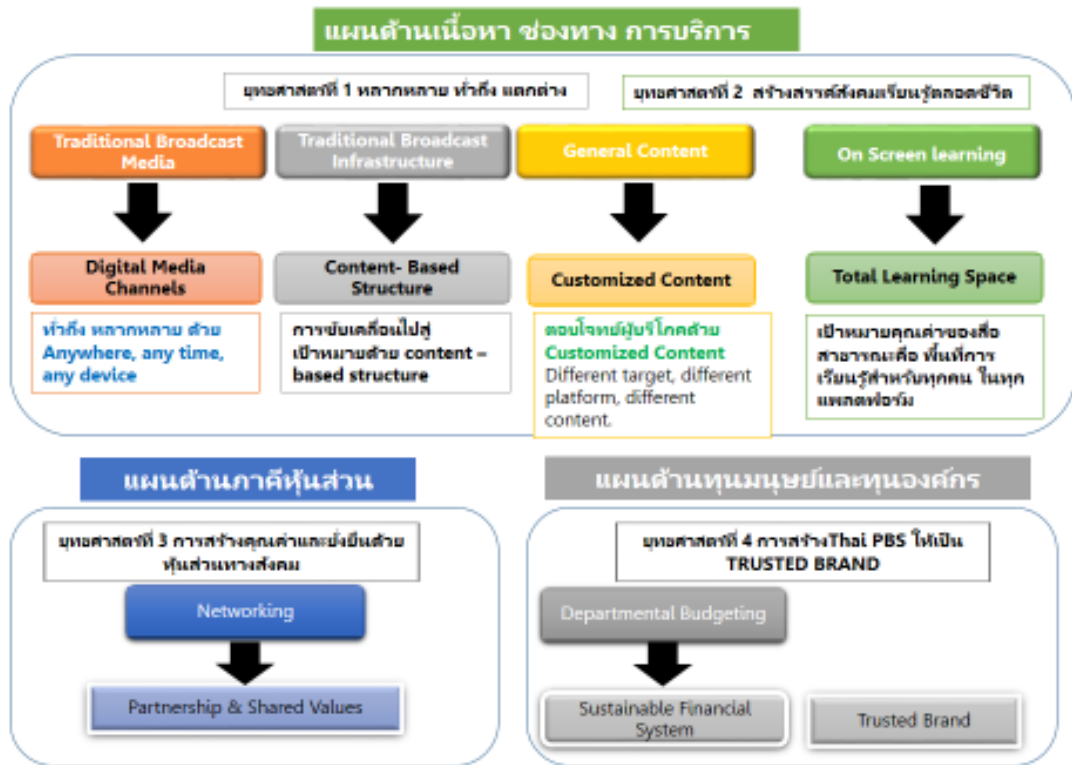 แผนด้านเนื้อหา ช่องทาง การบริการ
ยุทธศาสตร์ที่ 1 หลากหลาย ทั่วถึง แตกต่าง
ยุทธศาสตร์ที่ 2 สร้างสรรค์สังคมเรียนรู้ตลอดชีวิต
Traditional Broadcast
Media
Traditional Broadcast
Infrastructure
General Content
On Screen learning
Digital Media
Channels
Content- Based
Structure
Customized Content
Total Learning Space
ทั่วถึง หลากหลาย ด้วย
Anywhere, any time,
any device
การขับเคลื่อนไปสู่
เป้าหมายด้วย content –
based structure
ตอบโจทย์ผู้บริโภคด้วย
Customized Content
Different target, different
platform, different
content.
เป้าหมายคุณค่าของสื่อ
สาธารณะคือ พื้นที่การ
เรียนรู้สำหรับทุกคน ในทุก
แพลตฟอร์ม
แผนด้านภาคีหุ้นส่วน
ยุทธศาสตร์ที่ 3 การสร้างคุณค่าและยั่งยืนด้วย
หุ้นส่วนทางสังคม
Networking
Partnership & Shared Values
แผนด้านทุนมนุษย์และทุนองค์กร
ยุทธศาสตร์ที่ 4 การสร้างThai PBS ให้เป็น
TRUSTED BRAND
Departmental Budgeting
Sustainable Financial
System
Trusted Brand